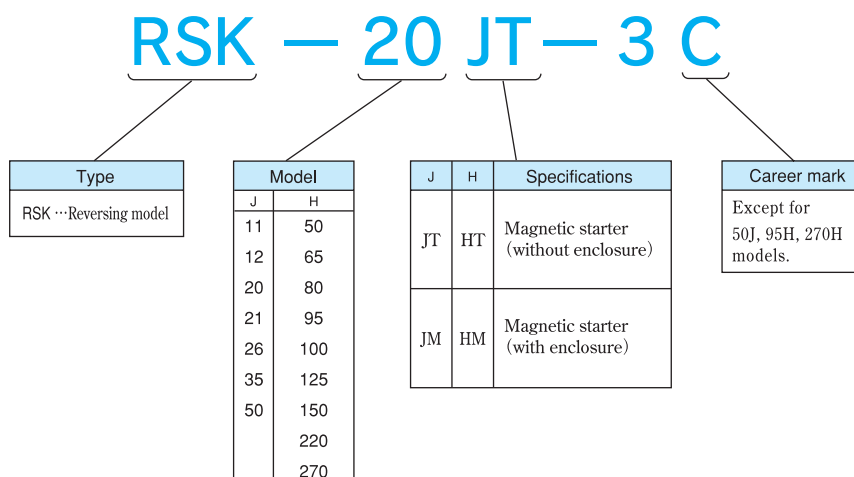 RSK — 20 JT — 3 C
Type
RSK …Reversing model
Model
J H
11 50
12 65
20 80
21 95
26 100
35 125
50 150
220
270
J H Specifications
JT HT Magnetic starter
(without enclosure)
JM HM Magnetic starter
(with enclosure)
Career mark
Except for
50J, 95H, 270H
models.